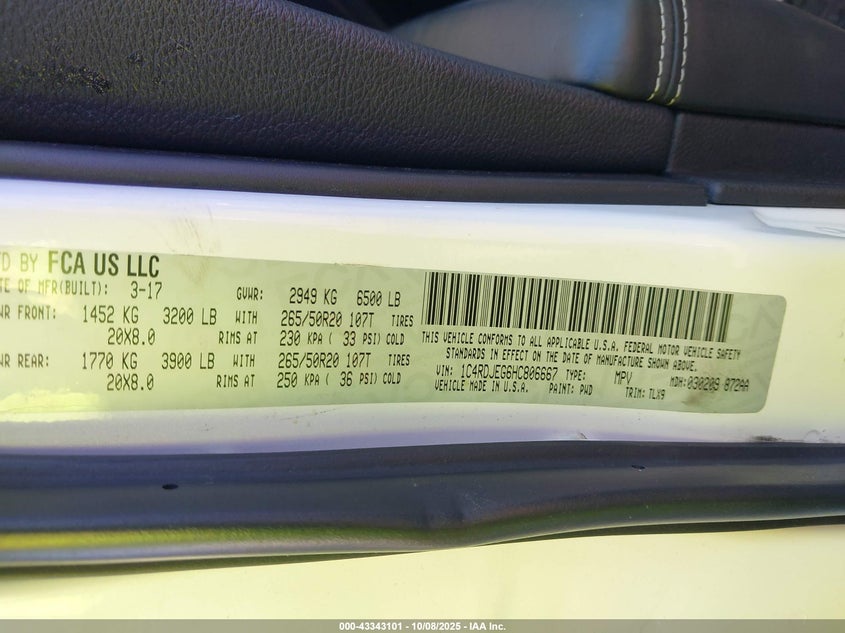 FCA US LLC
D BY
TE OF MFR(BUILT): 3-17
GVWR: 2949 KG 6500 LB
WR FRONT: 1452 KG 3200 LB WITH 265/50R20 107T TIRES
20X8.0 RIMS AT 230 KPA ( 33 PSI) COLD
WR REAR: 1770 KG 3900 LB WITH 265/50R20 107T TIRES
20X8.0 RIMS AT 250 KPA ( 36 PSI) COLD
THIS VEHICLE CONFORMS TO ALL APPLICABLE U.S.A. FEDERAL MOTOR VEHICLE SAFETY
STANDARDS IN EFFECT ON THE DATE OF MANUFACTURE SHOWN ABOVE.
VIN: 1C4RDJEG6HC806667 TYPE: MPV MDH: 030209 872AA
VEHICLE MADE IN U.S.A. PAINT: PWD TRIM: TLX9
000-43343101 - 10/08/2025 - IAA Inc.